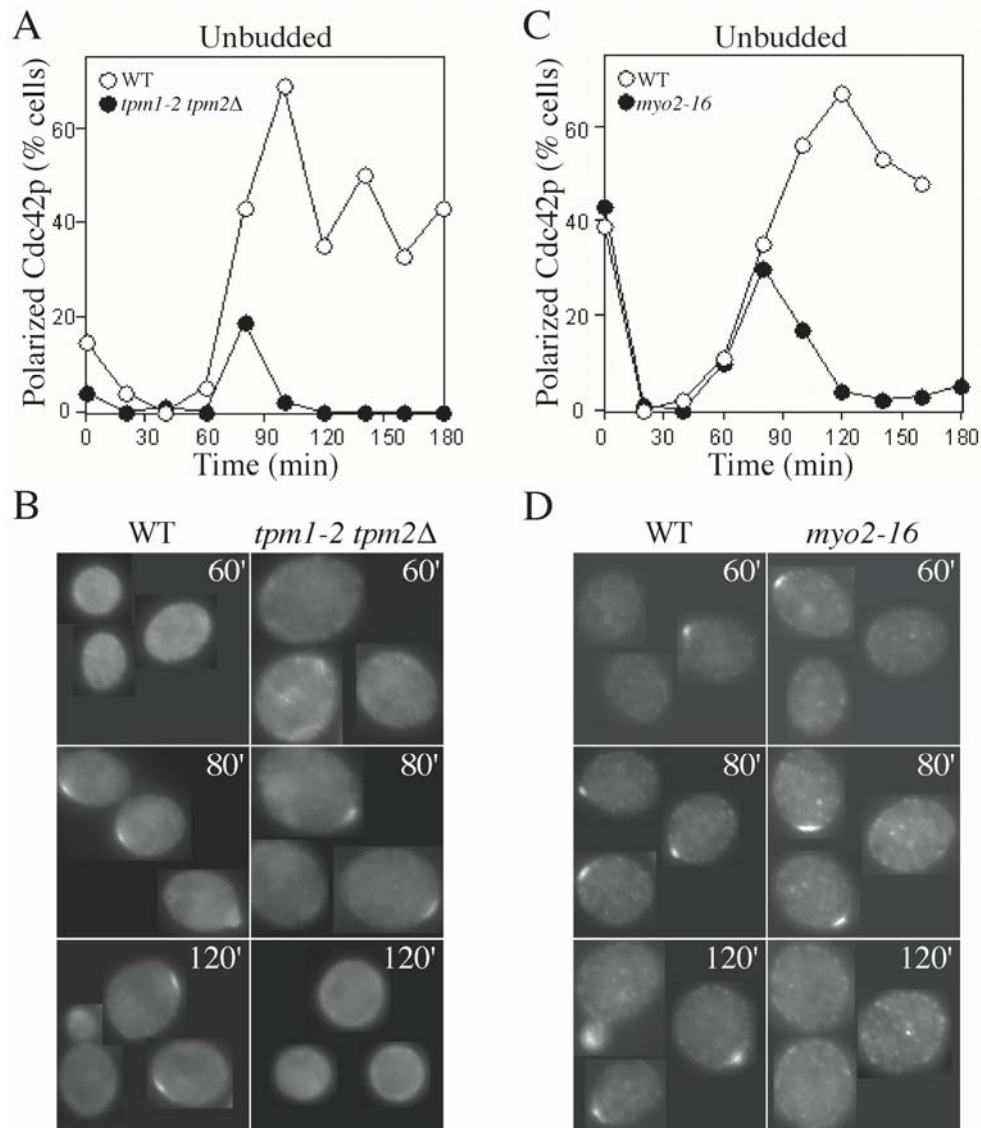 A
Unbudded
WT
tpm1-2 tpm2Δ
Polarized Cdc42p (% cells)
60
40
20
0
0 30 60 90 120 150 180
Time (min)
C
Unbudded
WT
myo2-16
Polarized Cdc42p (% cells)
60
40
20
0
0 30 60 90 120 150 180
Time (min)
B
WT tpm1-2 tpm2Δ
60' 60'
80' 80'
120' 120'
D
WT myo2-16
60' 60'
80' 80'
120' 120'